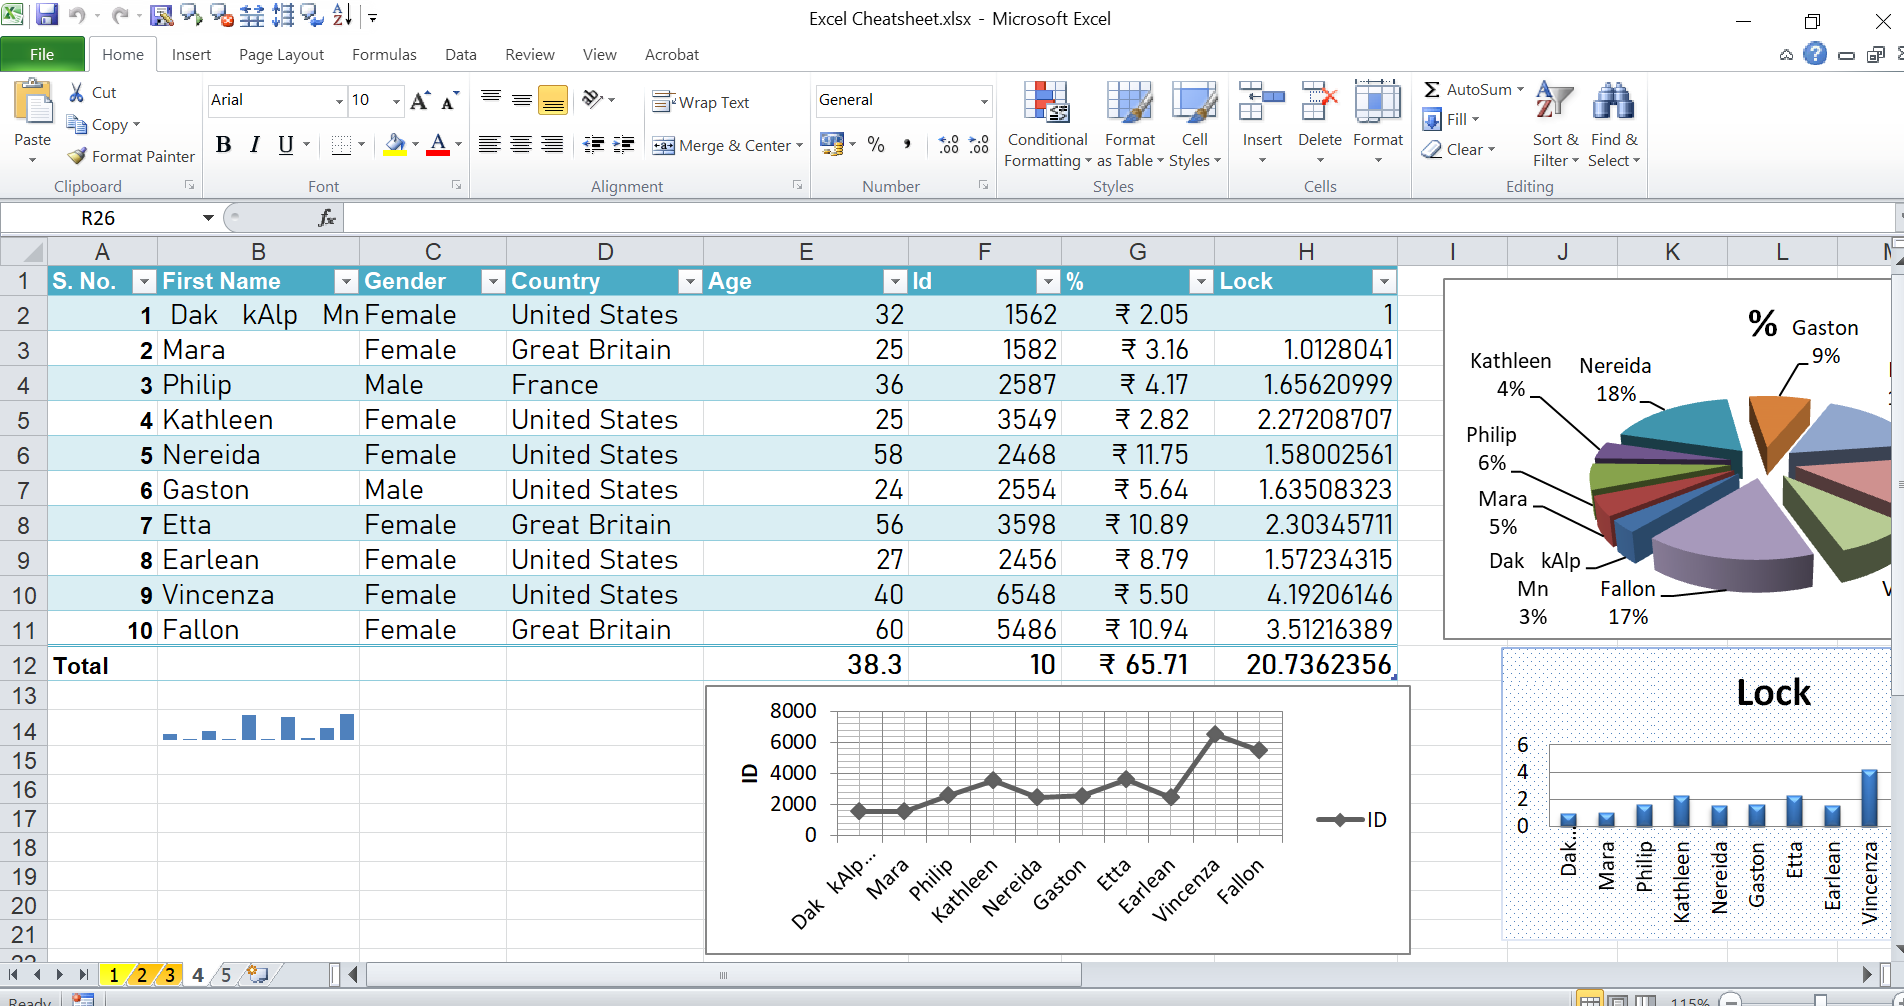 Excel Cheatsheet.xlsx - Microsoft Excel
File Home Insert Page Layout Formulas Data Review View Acrobat
Paste Cut Copy Format Painter Clipboard
Arial 10 B I U Font
Wrap Text Merge & Center Alignment
General % , Number
Conditional Formatting Format as Table Cell Styles Styles
Insert Delete Format Cells
Σ AutoSum Fill Clear Sort & Filter Find & Select Editing
R26 fx
A B C D E F G H I J K L
1 S. No. First Name Gender Country Age Id % Lock
2 1 Dak kAlp Mn Female United States 32 1562 ₹ 2.05 1
3 2 Mara Female Great Britain 25 1582 ₹ 3.16 1.0128041
4 3 Philip Male France 36 2587 ₹ 4.17 1.65620999
5 4 Kathleen Female United States 25 3549 ₹ 2.82 2.27208707
6 5 Nereida Female United States 58 2468 ₹ 11.75 1.58002561
7 6 Gaston Male United States 24 2554 ₹ 5.64 1.63508323
8 7 Etta Female Great Britain 56 3598 ₹ 10.89 2.30345711
9 8 Earlean Female United States 27 2456 ₹ 8.79 1.57234315
10 9 Vincenza Female United States 40 6548 ₹ 5.50 4.19206146
11 10 Fallon Female Great Britain 60 5486 ₹ 10.94 3.51216389
12 Total 38.3 10 ₹ 65.71 20.7362356
13
14
15
16
17
18
19
20
21
%
Gaston
9%
Kathleen
4%
Nereida
18%
Philip
6%
Mara
5%
Dak kAlp
Mn
3%
Fallon
17%
8000
6000
4000
2000
0
ID
Dak kAlp... Mara Philip Kathleen Nereida Gaston Etta Earlean Vincenza Fallon
ID
Lock
6
4
2
0
Dak... Mara Philip Kathleen Nereida Gaston Etta Earlean Vincenza
1 2 3 4 5
Ready 115%